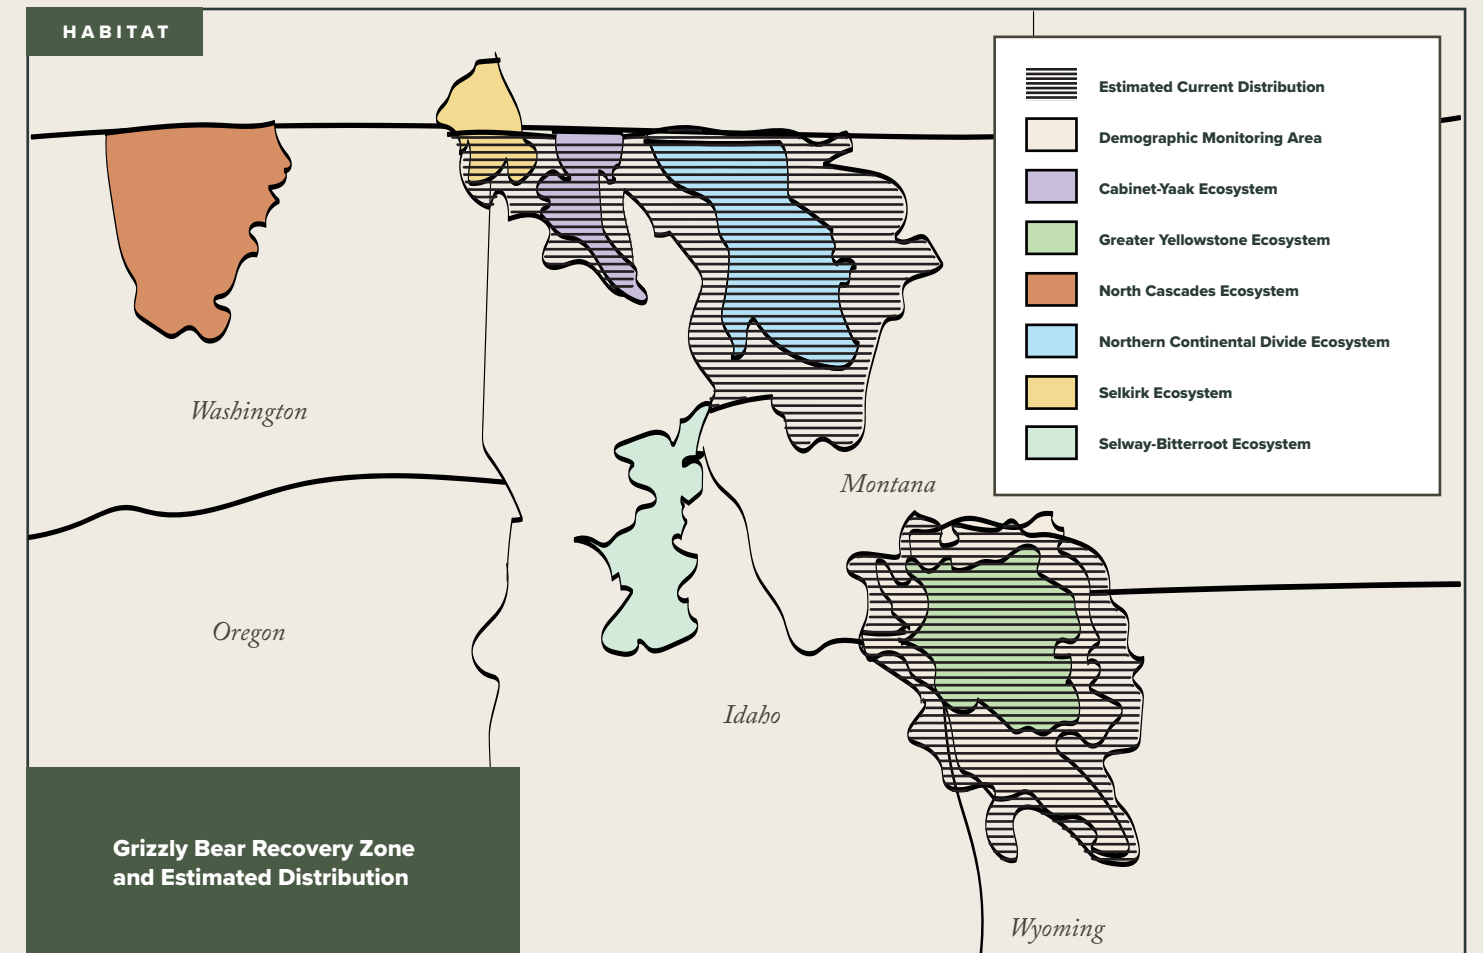 HABITAT
Estimated Current Distribution
Demographic Monitoring Area
Cabinet-Yaak Ecosystem
Greater Yellowstone Ecosystem
North Cascades Ecosystem
Northern Continental Divide Ecosystem
Selkirk Ecosystem
Selway-Bitterroot Ecosystem
Washington
Montana
Oregon
Idaho
Grizzly Bear Recovery Zone
and Estimated Distribution
Wyoming